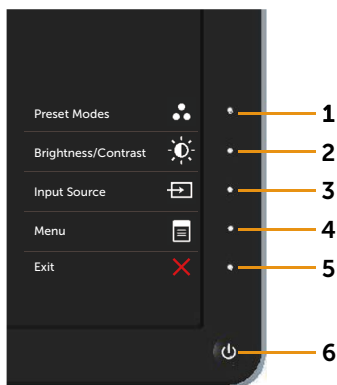 Preset Modes
1
Brightness/Contrast
2
Input Source
3
Menu
4
Exit
5
6